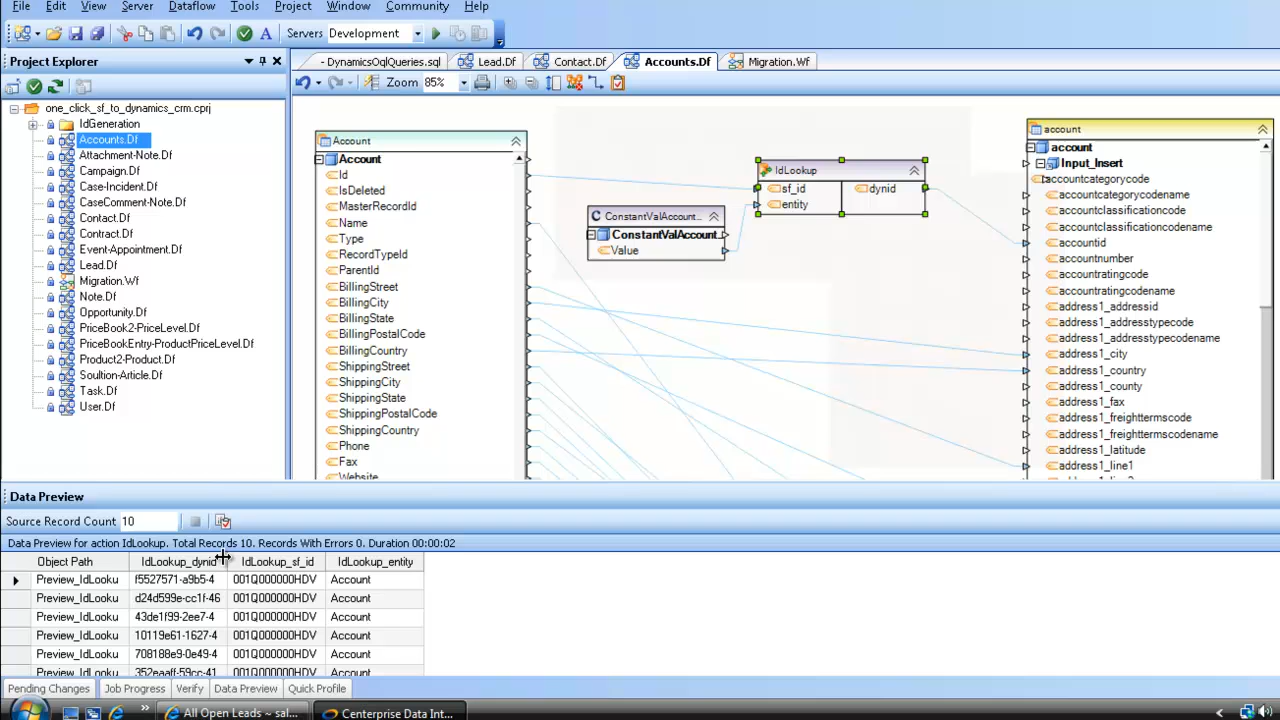 File Edit View Server Dataflow Tools Project Window Community Help
Servers Development
Project Explorer
DynamicsOqlQueries.sql Lead.Df Contact.Df Accounts.Df Migration.Wf
Zoom 85%
one_click_sf_to_dynamics_crm.cprj
IdGeneration
Accounts.Df
Attachment-Note.Df
Campaign.Df
Case-Incident.Df
CaseComment-Note.Df
Contact.Df
Contract.Df
Event-Appointment.Df
Lead.Df
Migration.Wf
Note.Df
Opportunity.Df
PriceBook2-PriceLevel.Df
PriceBookEntry-ProductPriceLevel.Df
Product2-Product.Df
Soultion-Article.Df
Task.Df
User.Df
Account
Account
Id
IsDeleted
MasterRecordId
Name
Type
RecordTypeId
ParentId
BillingStreet
BillingCity
BillingState
BillingPostalCode
BillingCountry
ShippingStreet
ShippingCity
ShippingState
ShippingPostalCode
ShippingCountry
Phone
Fax
Website
ConstantValAccount...
ConstantValAccount...
Value
IdLookup
sf_id dynid
entity
account
account
Input_Insert
accountcategorycode
accountcategorycodename
accountclassificationcode
accountclassificationcodename
accountid
accountnumber
accountratingcode
accountratingcodename
address1_addressid
address1_addresstypecode
address1_addresstypecodename
address1_city
address1_country
address1_county
address1_fax
address1_freighttermscode
address1_freighttermscodename
address1_latitude
address1_line1
Data Preview
Source Record Count 10
Data Preview for action IdLookup. Total Records 10. Records With Errors 0. Duration 00:00:02
Object Path IdLookup_dynid IdLookup_sf_id IdLookup_entity
Preview_IdLooku f5527571-a9b5-4 001Q000000HDV Account
Preview_IdLooku d24d599e-cc1f-46 001Q000000HDV Account
Preview_IdLooku 43de1f99-2ee7-4 001Q000000HDV Account
Preview_IdLooku 10119e61-1627-4 001Q000000HDV Account
Preview_IdLooku 708188e9-0e49-4 001Q000000HDV Account
Preview_IdLooku 352eaaff-59cc-41 001Q000000HDV Account
Pending Changes Job Progress Verify Data Preview Quick Profile
All Open Leads ~ sal... Centerprise Data Int...